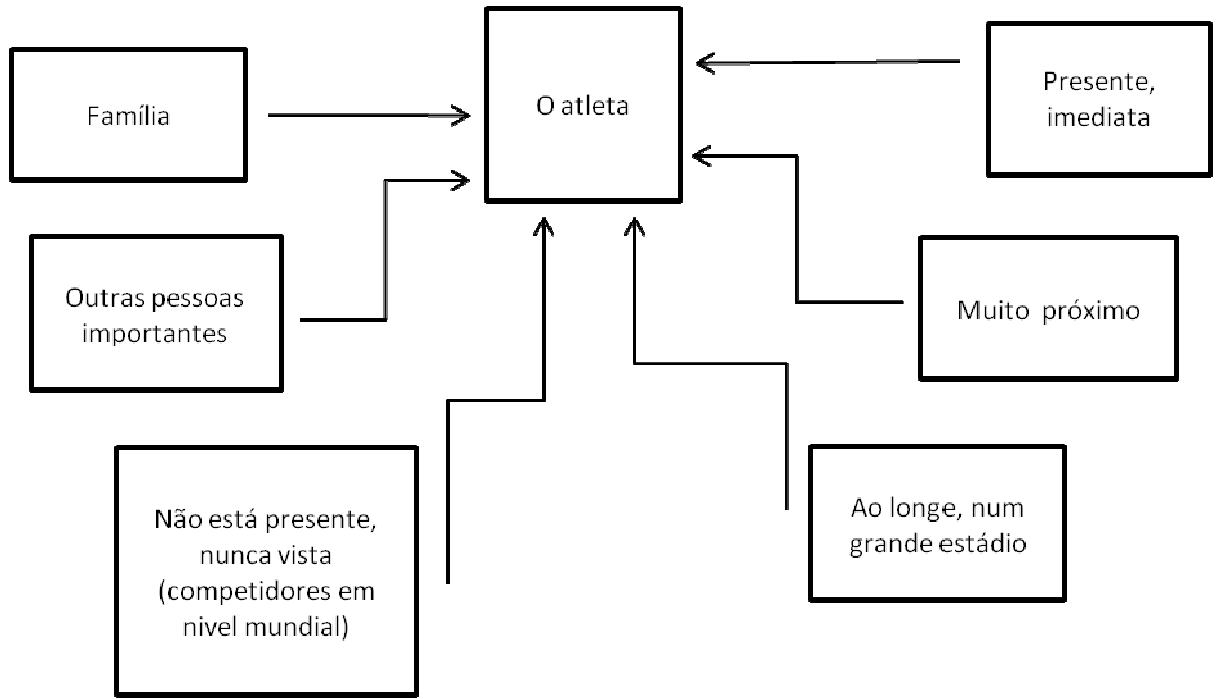 Família
O atleta
Presente,
imediata
Outras pessoas
importantes
Muito próximo
Não está presente,
nunca vista
(competidores em
nivel mundial)
Ao longe, num
grande estádio